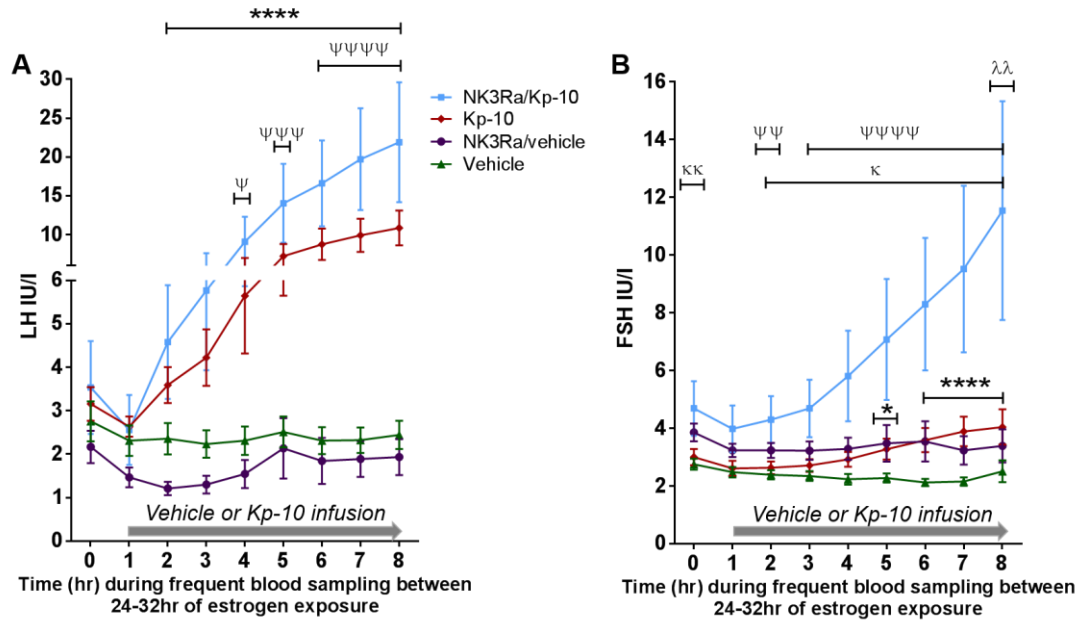 ****
ψψψψ
A
ψψψ
ψ
30
25
20
15
10
6
5
4
3
2
1
0
LH IU/l
NK3Ra/Kp-10
Kp-10
NK3Ra/vehicle
Vehicle
Vehicle or Kp-10 infusion
0 1 2 3 4 5 6 7 8
Time (hr) during frequent blood sampling between
24-32hr of estrogen exposure
B
λλ
ψψ
ψψψψ
κκ
κ
****
*
16
14
12
10
8
6
4
2
0
FSH IU/l
Vehicle or Kp-10 infusion
0 1 2 3 4 5 6 7 8
Time (hr) during frequent blood sampling between
24-32hr of estrogen exposure